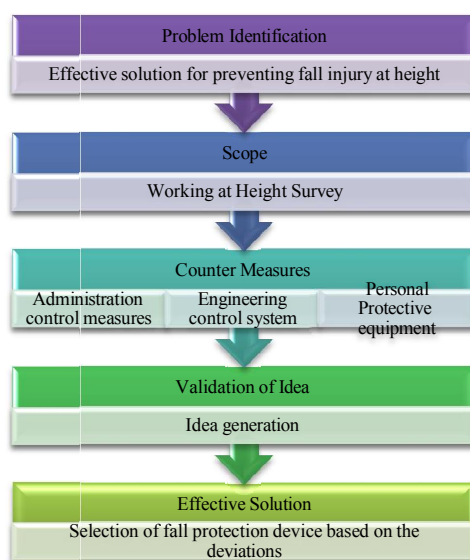 Problem Identification
Effective solution for preventing fall injury at height
Scope
Working at Height Survey
Counter Measures
Administration
control measures
Engineering
control system
Personal
Protective
equipment
Validation of Idea
Idea generation
Effective Solution
Selection of fall protection device based on the
deviations